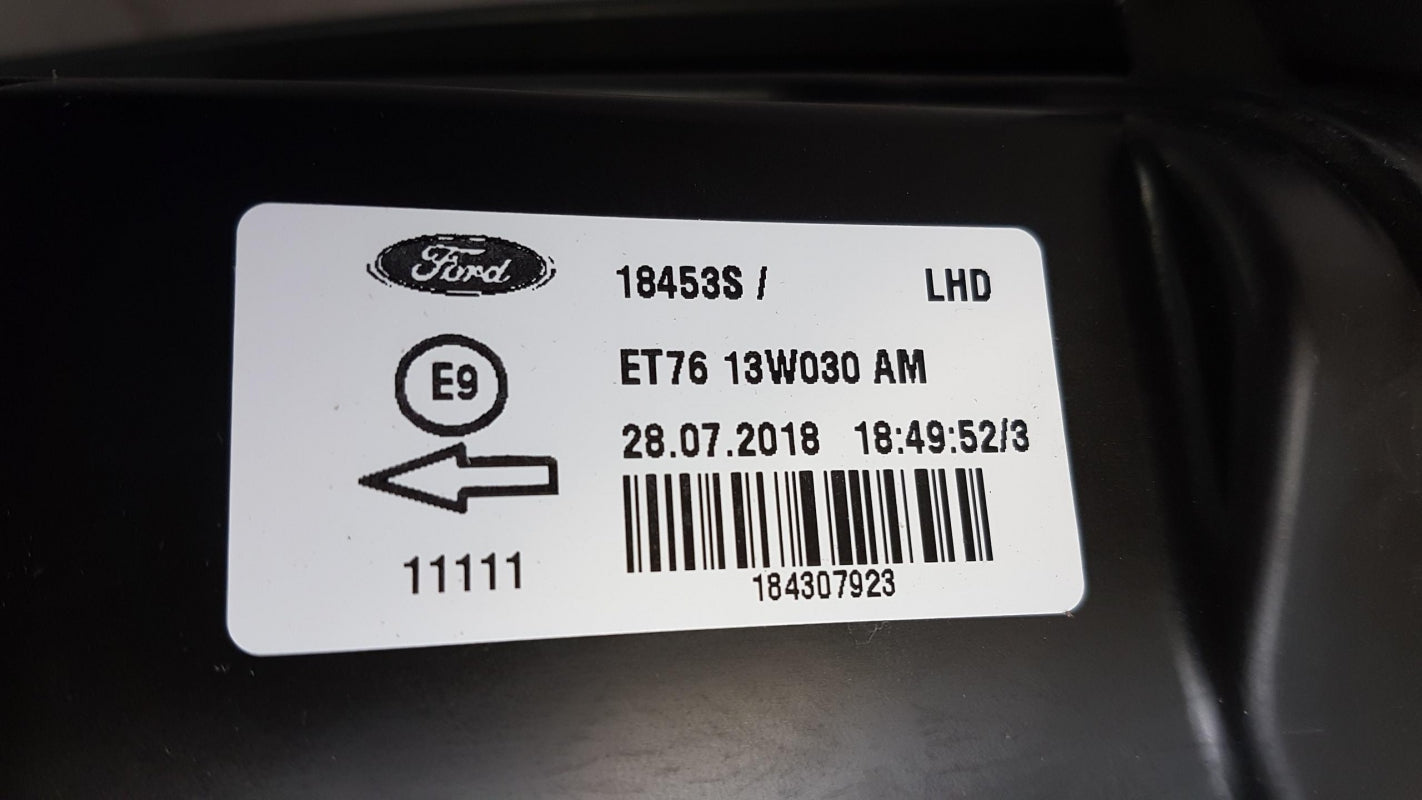 Ford
18453S / LHD
E9
ET76 13W030 AM
28.07.2018 18:49:52/3
11111
184307923